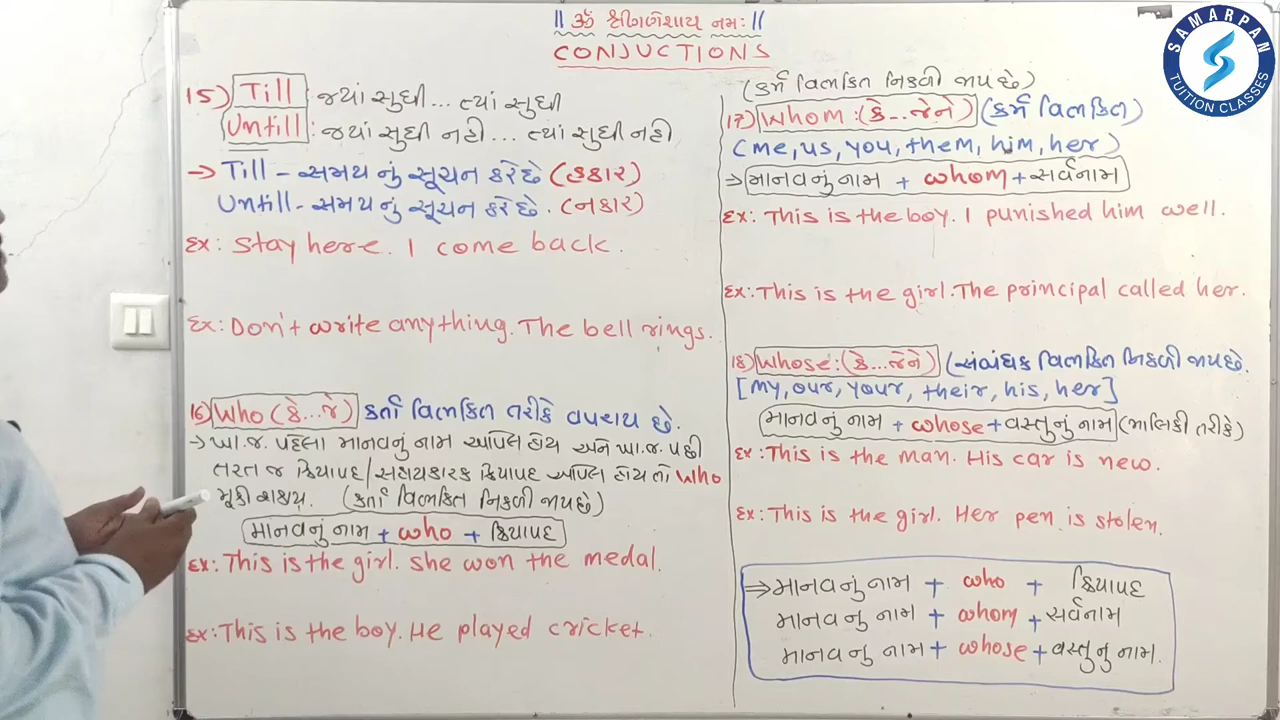 || ૐ શ્રી ગણેશાય નમઃ ||
CONJUCTIONS
15) Till જ્યાં સુધી... ત્યાં સુધી
Untill : જ્યાં સુધી નહી... ત્યાં સુધી નહી
→ Till - સમય નું સૂચન કરે છે (હકાર)
Untill - સમય નું સૂચન કરે છે. (નકાર)
Ex: Stay here. I come back.
Ex: Don't write anything. The bell rings.
16) Who (કે...જે) કર્તા વિભકિત તરીકે વપરાય છે.
→ ખા.જ. પહેલા માનવનું નામ આપેલ હોય અને ખા.જ. પછી
તરત જ ક્રિયાપદ/સહાયકારક ક્રિયાપદ આપેલ હોય તો who
મૂકી શકાય. (કર્તા વિભકિત નિકળી જાય છે)
માનવનું નામ + who + ક્રિયાપદ
Ex: This is the girl. She won the medal.
Ex: This is the boy. He played cricket.
(કર્મ વિભકિત નિકળી જાય છે)
17) Whom : (કે...જેને) (કર્મ વિભકિત)
(me, us, you, them, him, her)
→ માનવનું નામ + whom + સર્વનામ
Ex: This is the boy. I punished him well.
Ex: This is the girl. The principal called her.
18) Whose : (કે...જેને) (સંબંધક વિભકિત નિકળી જાય છે.
[my, our, your, their, his, her]
માનવનું નામ + whose + વસ્તુનું નામ (માલિકી તરીકે)
Ex: This is the man. His car is new.
Ex: This is the girl. Her pen is stolen.
⇒ માનવનું નામ + who + ક્રિયાપદ
માનવનું નામ + whom + સર્વનામ
માનવ નુ નામ + whose + વસ્તુ નુ નામ.
SAMARPAN
TUITION CLASSES